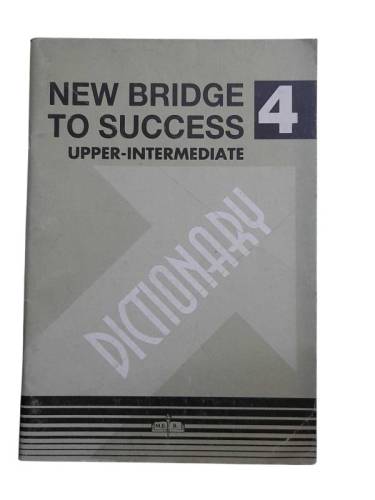 NEW BRIDGE
TO SUCCESS
4
UPPER-INTERMEDIATE
DICTIONARY